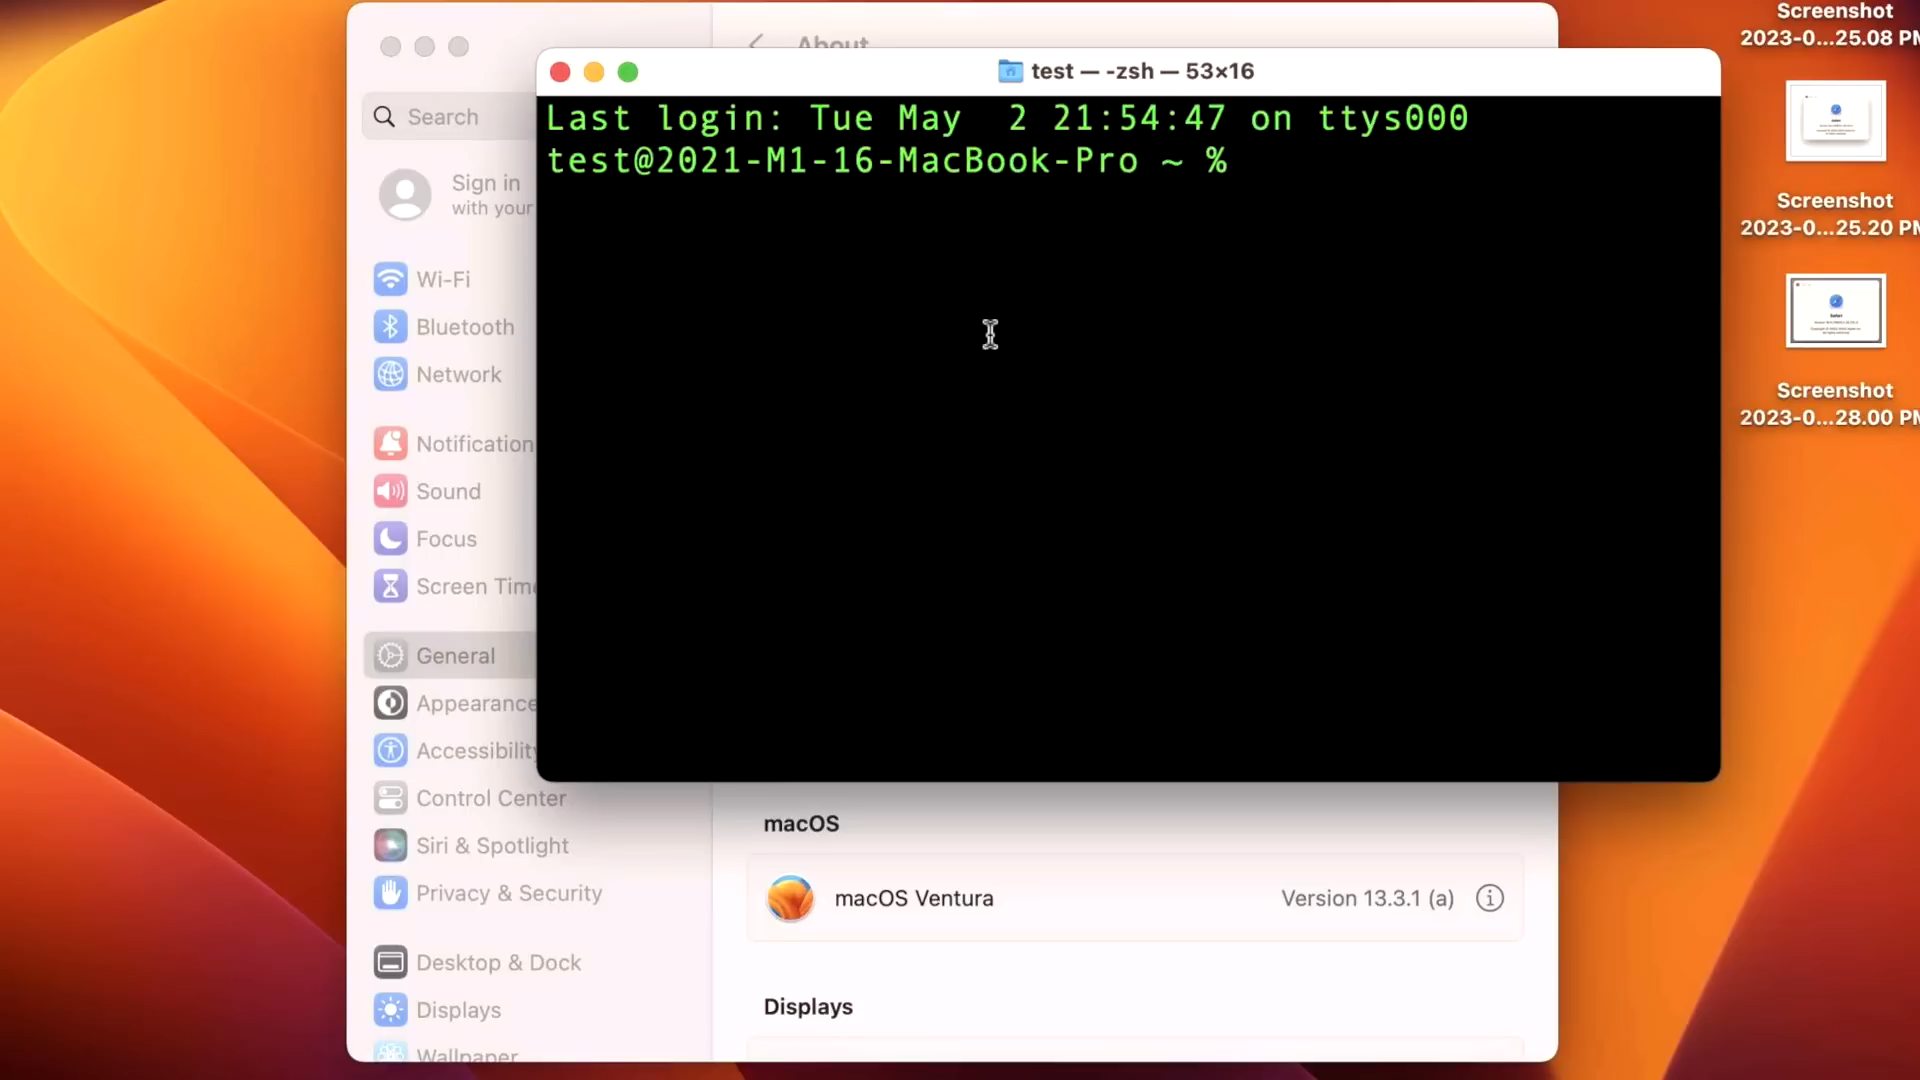 About
test — -zsh — 53×16
Last login: Tue May  2 21:54:47 on ttys000
test@2021-M1-16-MacBook-Pro ~ %
Search
Sign in
with your
Wi-Fi
Bluetooth
Network
Notification
Sound
Focus
Screen Time
General
Appearance
Accessibility
Control Center
Siri & Spotlight
Privacy & Security
Desktop & Dock
Displays
Wallpaper
macOS
macOS Ventura
Version 13.3.1 (a)
Displays
Screenshot
2023-0...25.08 PM
Screenshot
2023-0...25.20 PM
Screenshot
2023-0...28.00 PM